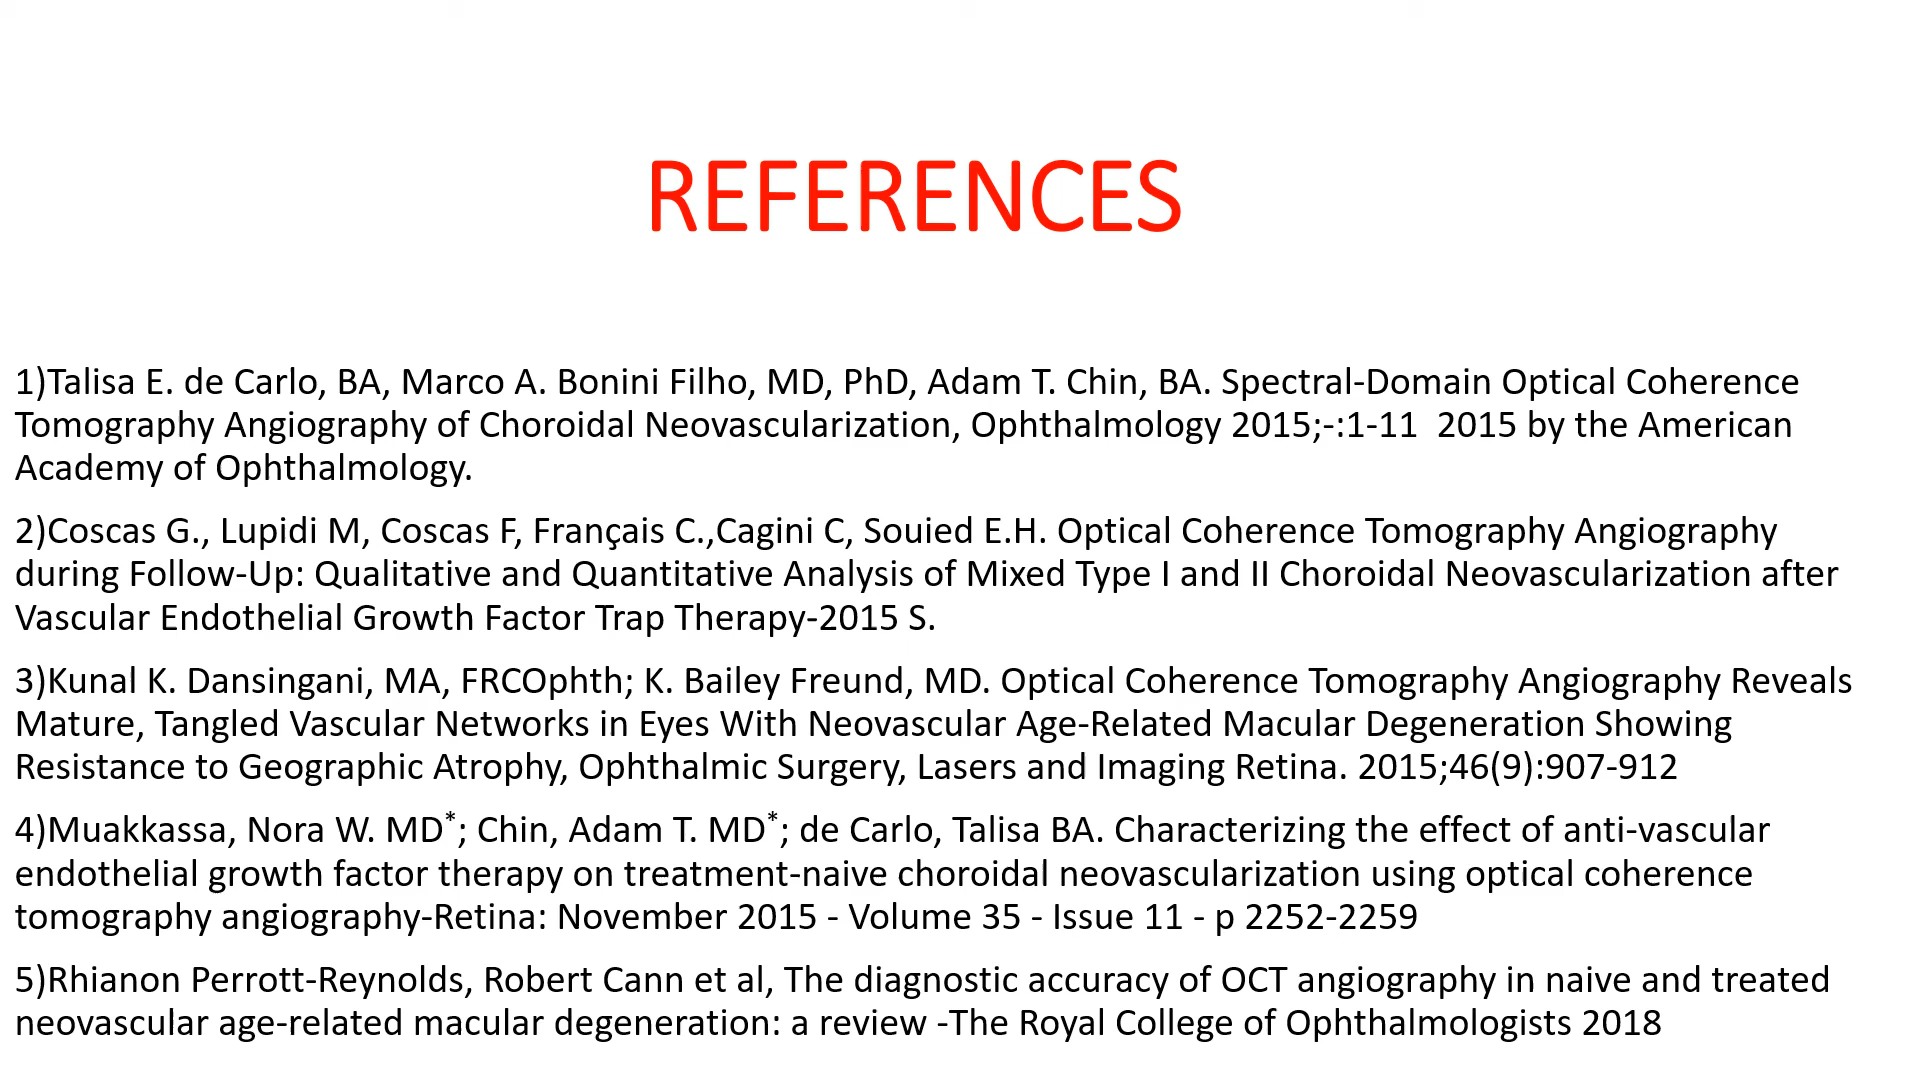 REFERENCES
1)Talisa E. de Carlo, BA, Marco A. Bonini Filho, MD, PhD, Adam T. Chin, BA. Spectral-Domain Optical Coherence
Tomography Angiography of Choroidal Neovascularization, Ophthalmology 2015;-:1-11  2015 by the American
Academy of Ophthalmology.
2)Coscas G., Lupidi M, Coscas F, Français C.,Cagini C, Souied E.H. Optical Coherence Tomography Angiography
during Follow-Up: Qualitative and Quantitative Analysis of Mixed Type I and II Choroidal Neovascularization after
Vascular Endothelial Growth Factor Trap Therapy-2015 S.
3)Kunal K. Dansingani, MA, FRCOphth; K. Bailey Freund, MD. Optical Coherence Tomography Angiography Reveals
Mature, Tangled Vascular Networks in Eyes With Neovascular Age-Related Macular Degeneration Showing
Resistance to Geographic Atrophy, Ophthalmic Surgery, Lasers and Imaging Retina. 2015;46(9):907-912
4)Muakkassa, Nora W. MD*; Chin, Adam T. MD*; de Carlo, Talisa BA. Characterizing the effect of anti-vascular
endothelial growth factor therapy on treatment-naive choroidal neovascularization using optical coherence
tomography angiography-Retina: November 2015 - Volume 35 - Issue 11 - p 2252-2259
5)Rhianon Perrott-Reynolds, Robert Cann et al, The diagnostic accuracy of OCT angiography in naive and treated
neovascular age-related macular degeneration: a review -The Royal College of Ophthalmologists 2018